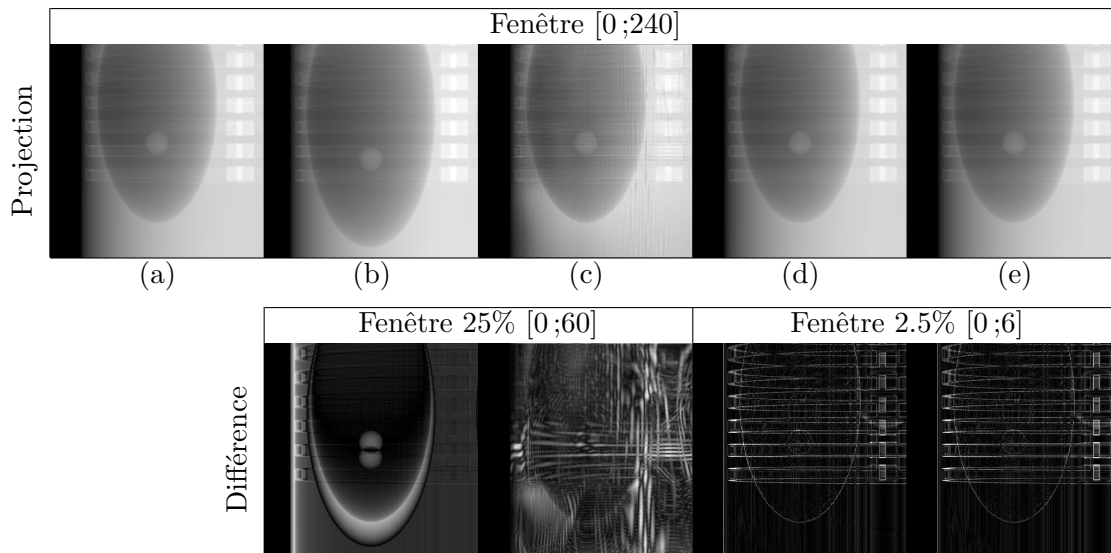 Fenêtre [0 ;240]
Projection
(a) (b) (c) (d) (e)
Fenêtre 25% [0 ;60] Fenêtre 2.5% [0 ;6]
Différence